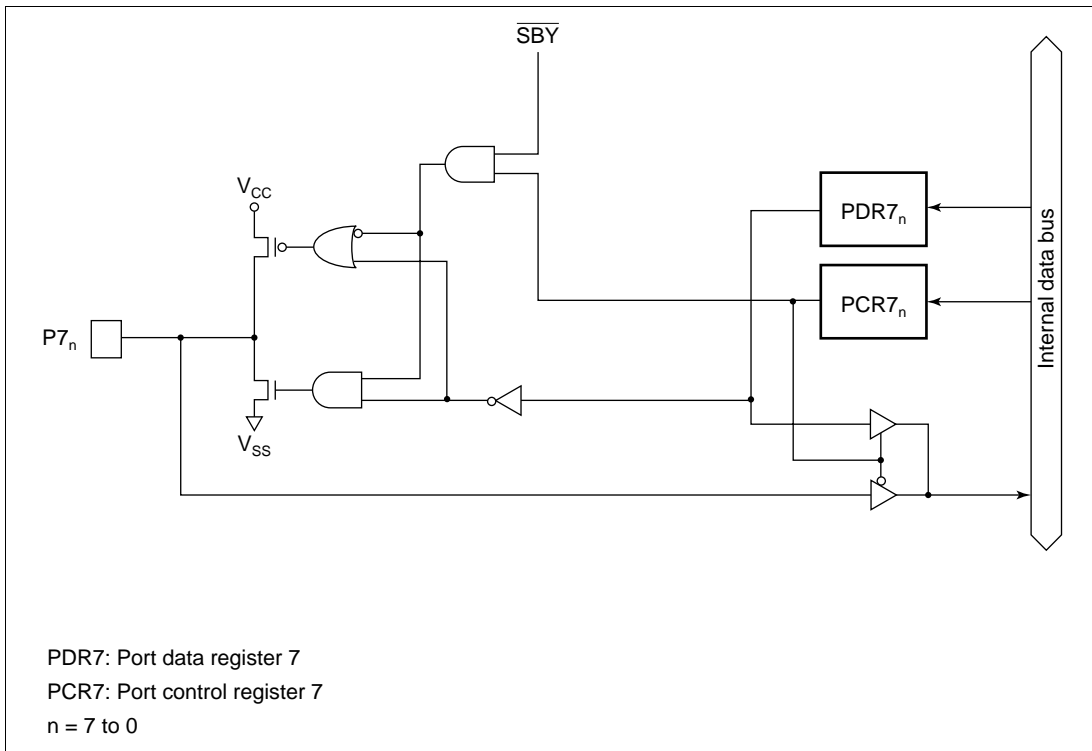 SBY
PDR7n
VCC
PCR7n
Internal data bus
P7n
VSS
PDR7: Port data register 7
PCR7: Port control register 7
n = 7 to 0